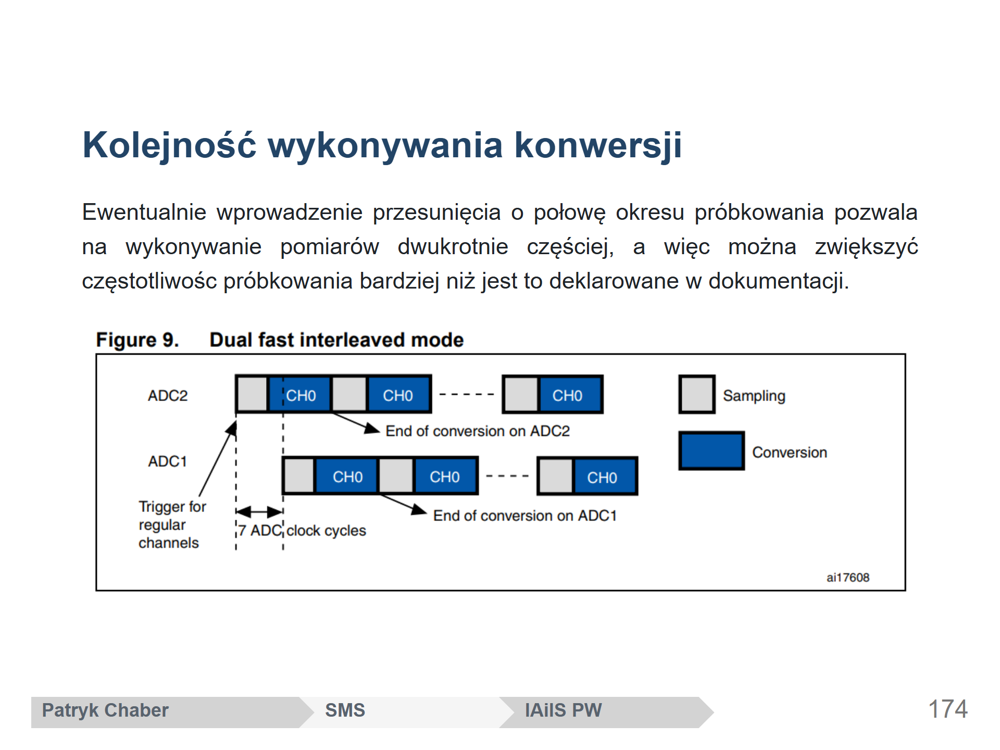 Kolejność wykonywania konwersji
Ewentualnie wprowadzenie przesunięcia o połowę okresu próbkowania pozwala
na wykonywanie pomiarów dwukrotnie częściej, a więc można zwiększyć
częstotliwośc próbkowania bardziej niż jest to deklarowane w dokumentacji.
Figure 9. Dual fast interleaved mode
ADC2 CH0 CH0 CH0 Sampling
End of conversion on ADC2
Conversion
ADC1 CH0 CH0 CH0
Trigger for
regular
channels
End of conversion on ADC1
7 ADC clock cycles
ai17608
Patryk Chaber SMS IAiIS PW 174